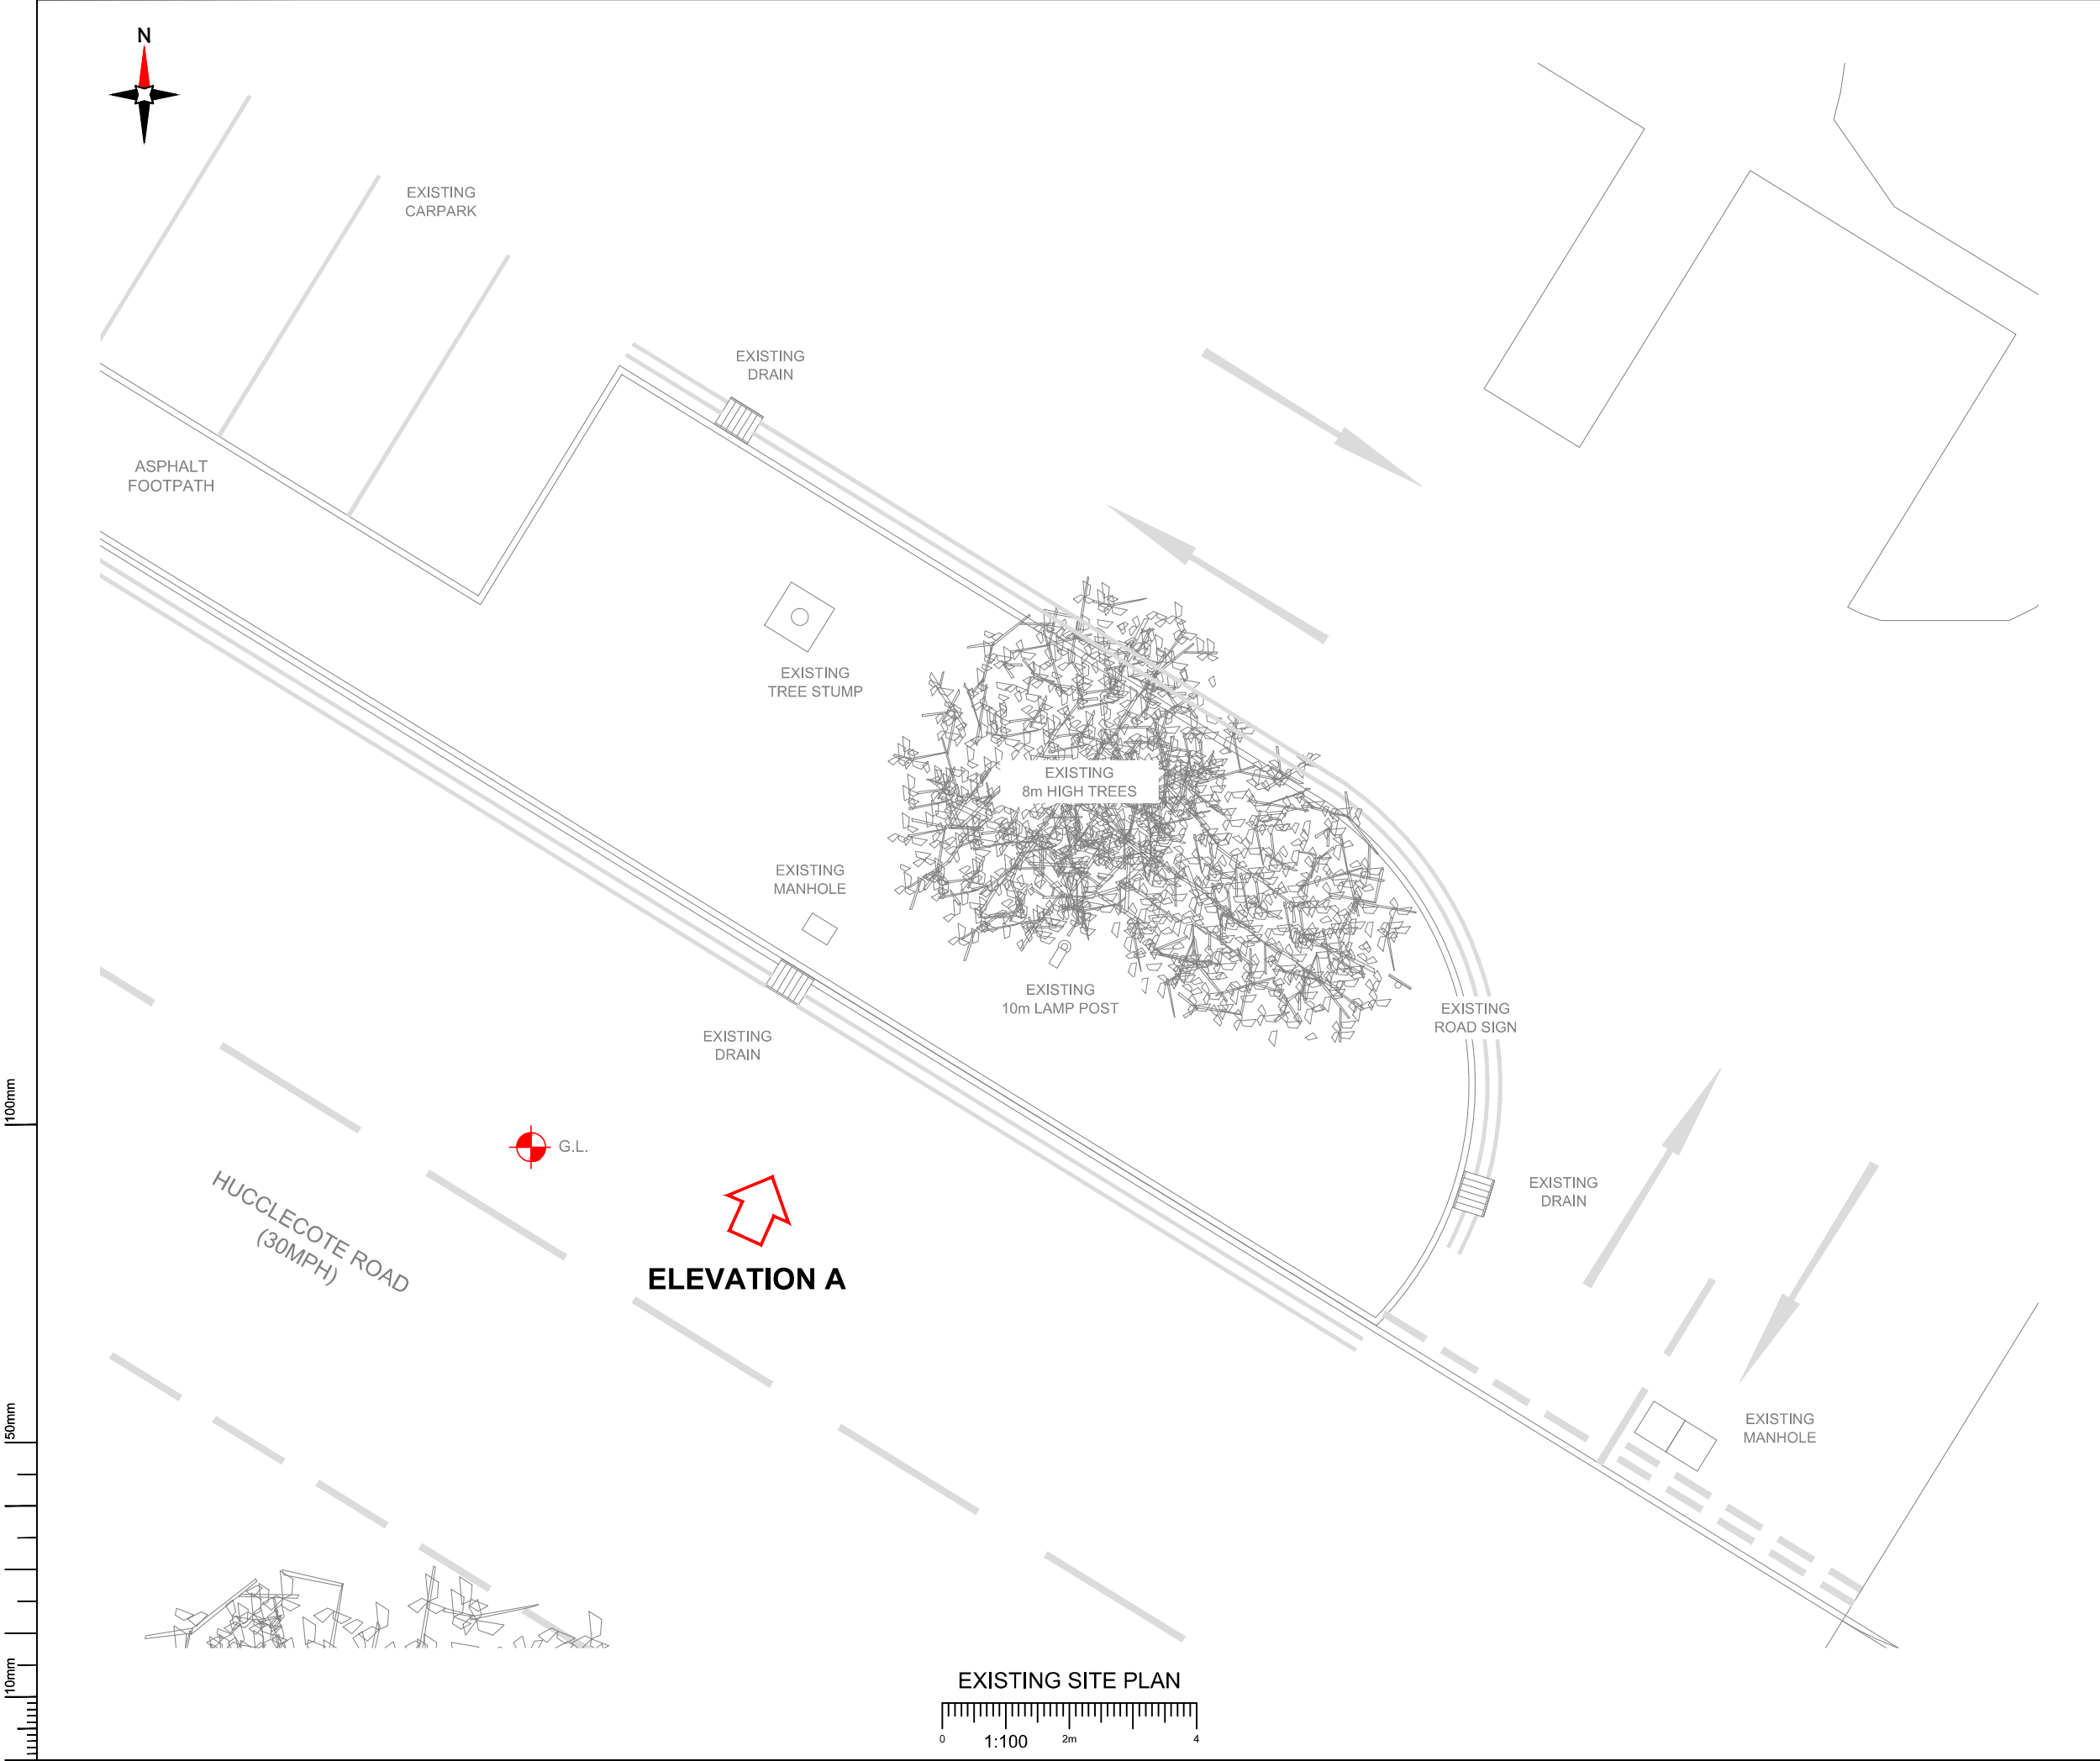 N
EXISTING
CARPARK
EXISTING
DRAIN
ASPHALT
FOOTPATH
EXISTING
TREE STUMP
EXISTING
8m HIGH TREES
EXISTING
MANHOLE
EXISTING
10m LAMP POST
EXISTING
ROAD SIGN
EXISTING
DRAIN
100mm
G.L.
EXISTING
DRAIN
HUCCLECOTE ROAD
(30MPH)
ELEVATION A
50mm
EXISTING
MANHOLE
10mm
EXISTING SITE PLAN
0
1:100
2m
4